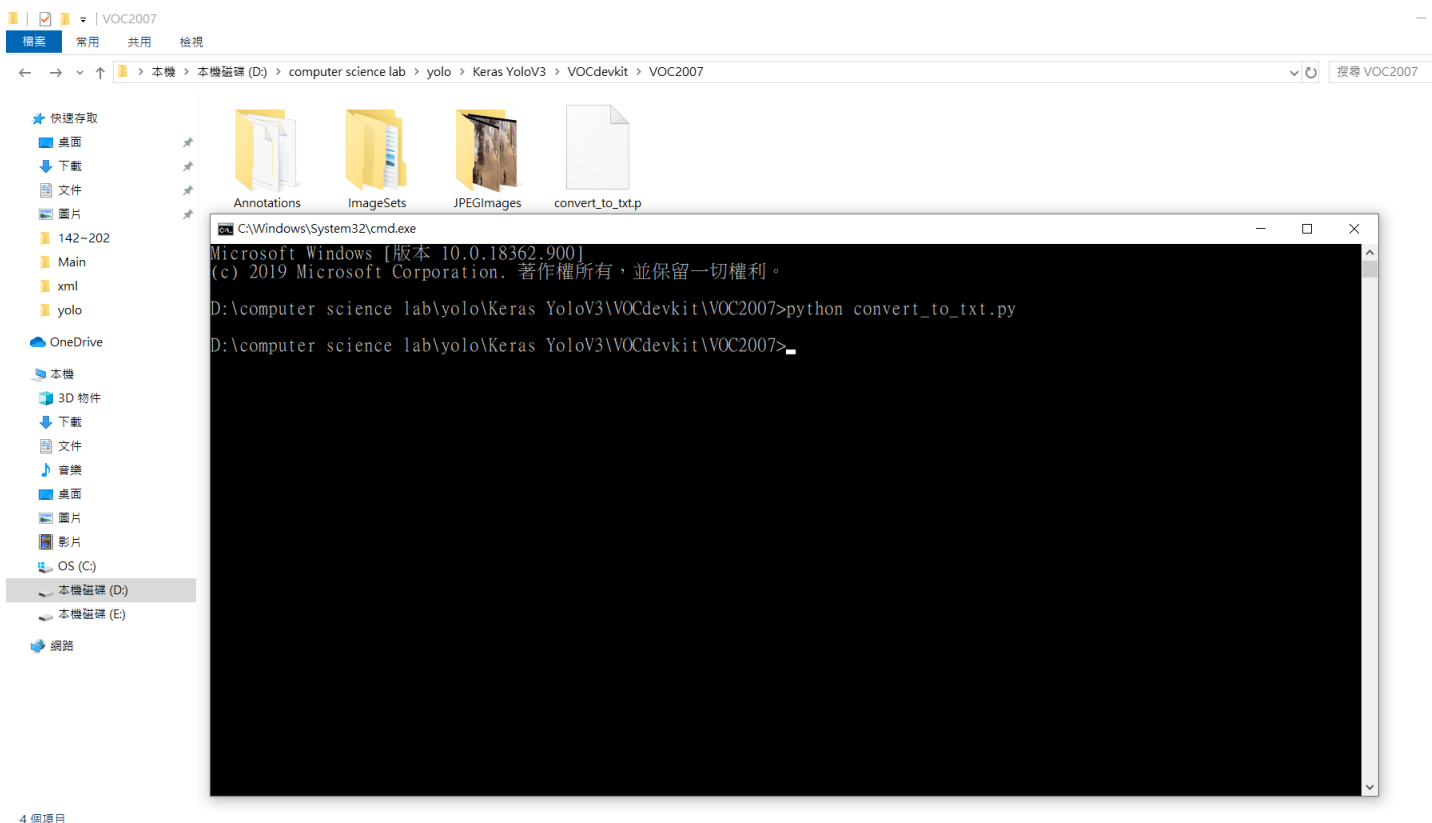 VOC2007
檔案 常用 共用 檢視
本機 本機磁碟 (D:) computer science lab yolo Keras YoloV3 VOCdevkit VOC2007
搜尋 VOC2007
快速存取
桌面
下載
文件
圖片
142~202
Main
xml
yolo
OneDrive
本機
3D 物件
下載
文件
音樂
桌面
圖片
影片
OS (C:)
本機磁碟 (D:)
本機磁碟 (E:)
網路
Annotations
ImageSets
JPEGImages
convert_to_txt.p
C:\Windows\System32\cmd.exe
Microsoft Windows [版本 10.0.18362.900]
(c) 2019 Microsoft Corporation. 著作權所有，並保留一切權利。
D:\computer science lab\yolo\Keras YoloV3\VOCdevkit\VOC2007>python convert_to_txt.py
D:\computer science lab\yolo\Keras YoloV3\VOCdevkit\VOC2007>
4 個項目